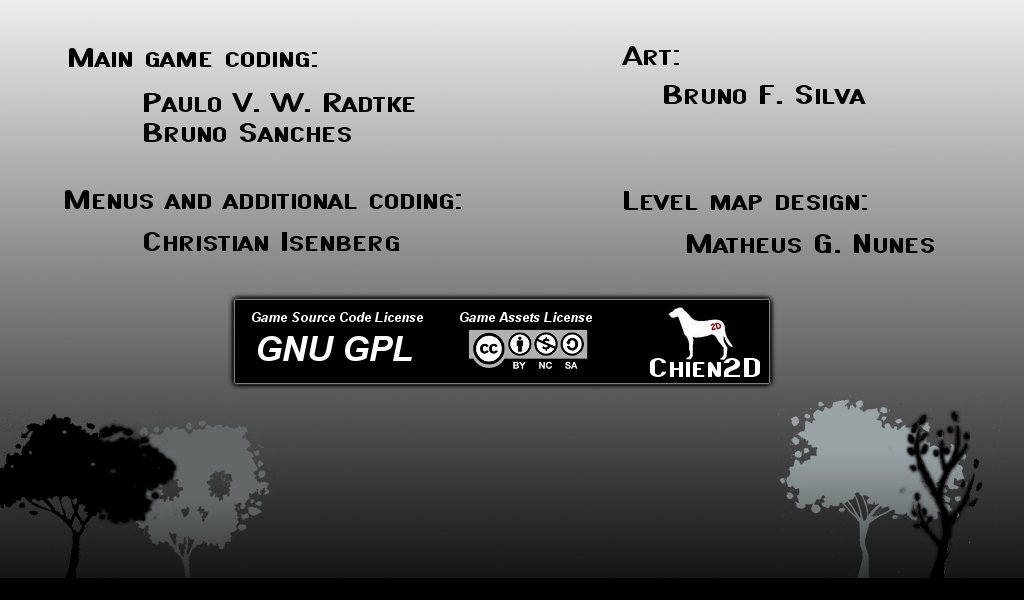 Main game coding:
Paulo V. W. Radtke
Bruno Sanches
Art:
Bruno F. Silva
Menus and additional coding:
Christian Isenberg
Level map design:
Matheus G. Nunes
Game Source Code License
GNU GPL
Game Assets License
cc
BY NC SA
2D
Chien2D